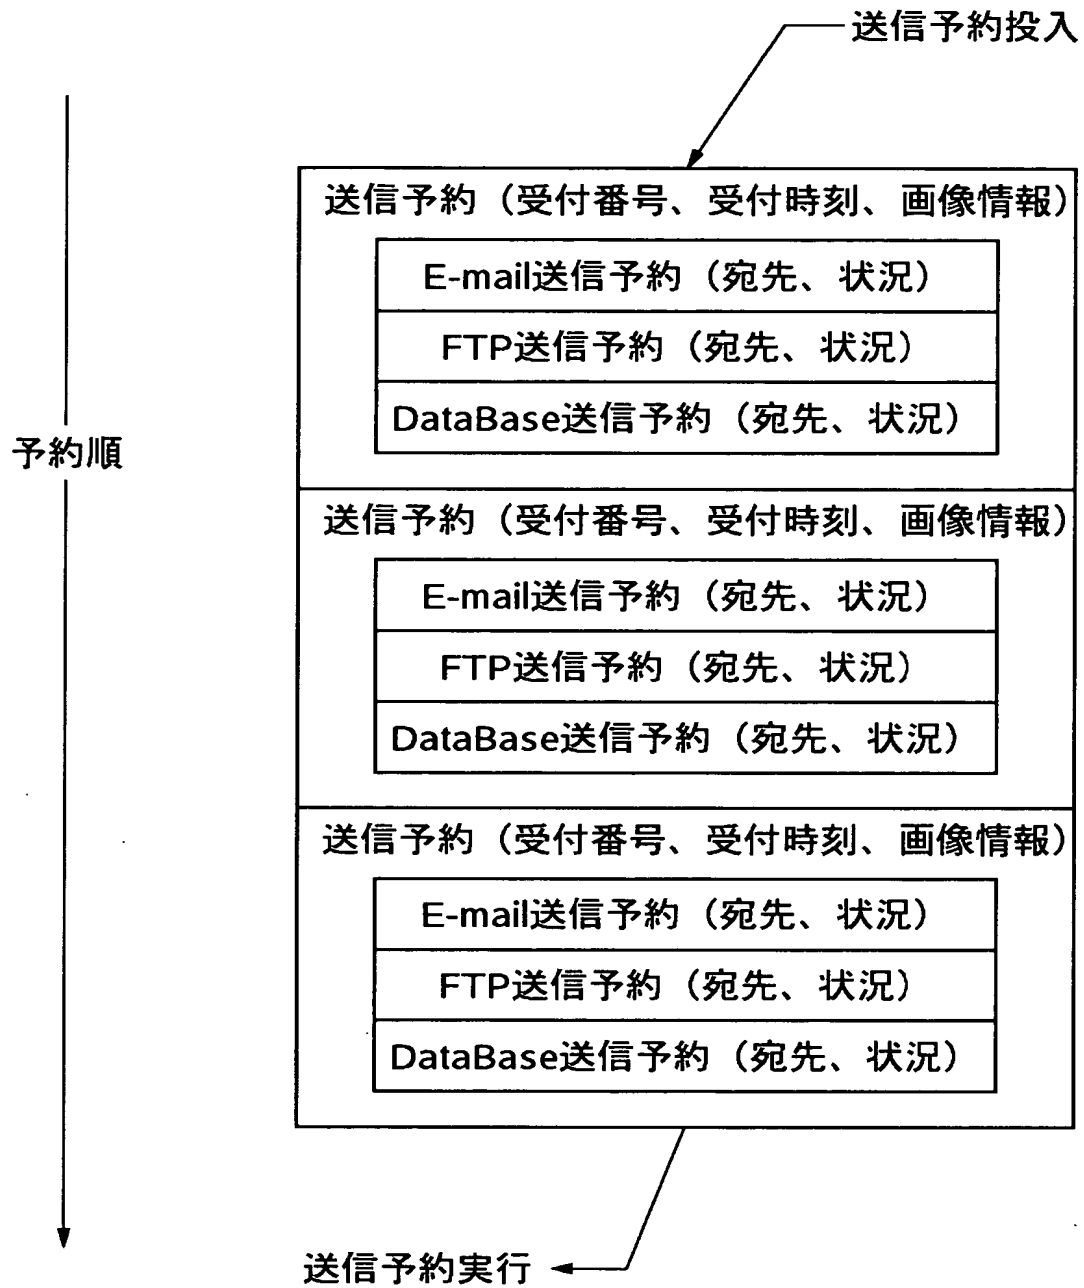 送信予約投入
送信予約（受付番号、受付時刻、画像情報）
E-mail送信予約（宛先、状況）
FTP送信予約（宛先、状況）
DataBase送信予約（宛先、状況）
予約順
送信予約（受付番号、受付時刻、画像情報）
E-mail送信予約（宛先、状況）
FTP送信予約（宛先、状況）
DataBase送信予約（宛先、状況）
送信予約（受付番号、受付時刻、画像情報）
E-mail送信予約（宛先、状況）
FTP送信予約（宛先、状況）
DataBase送信予約（宛先、状況）
送信予約実行